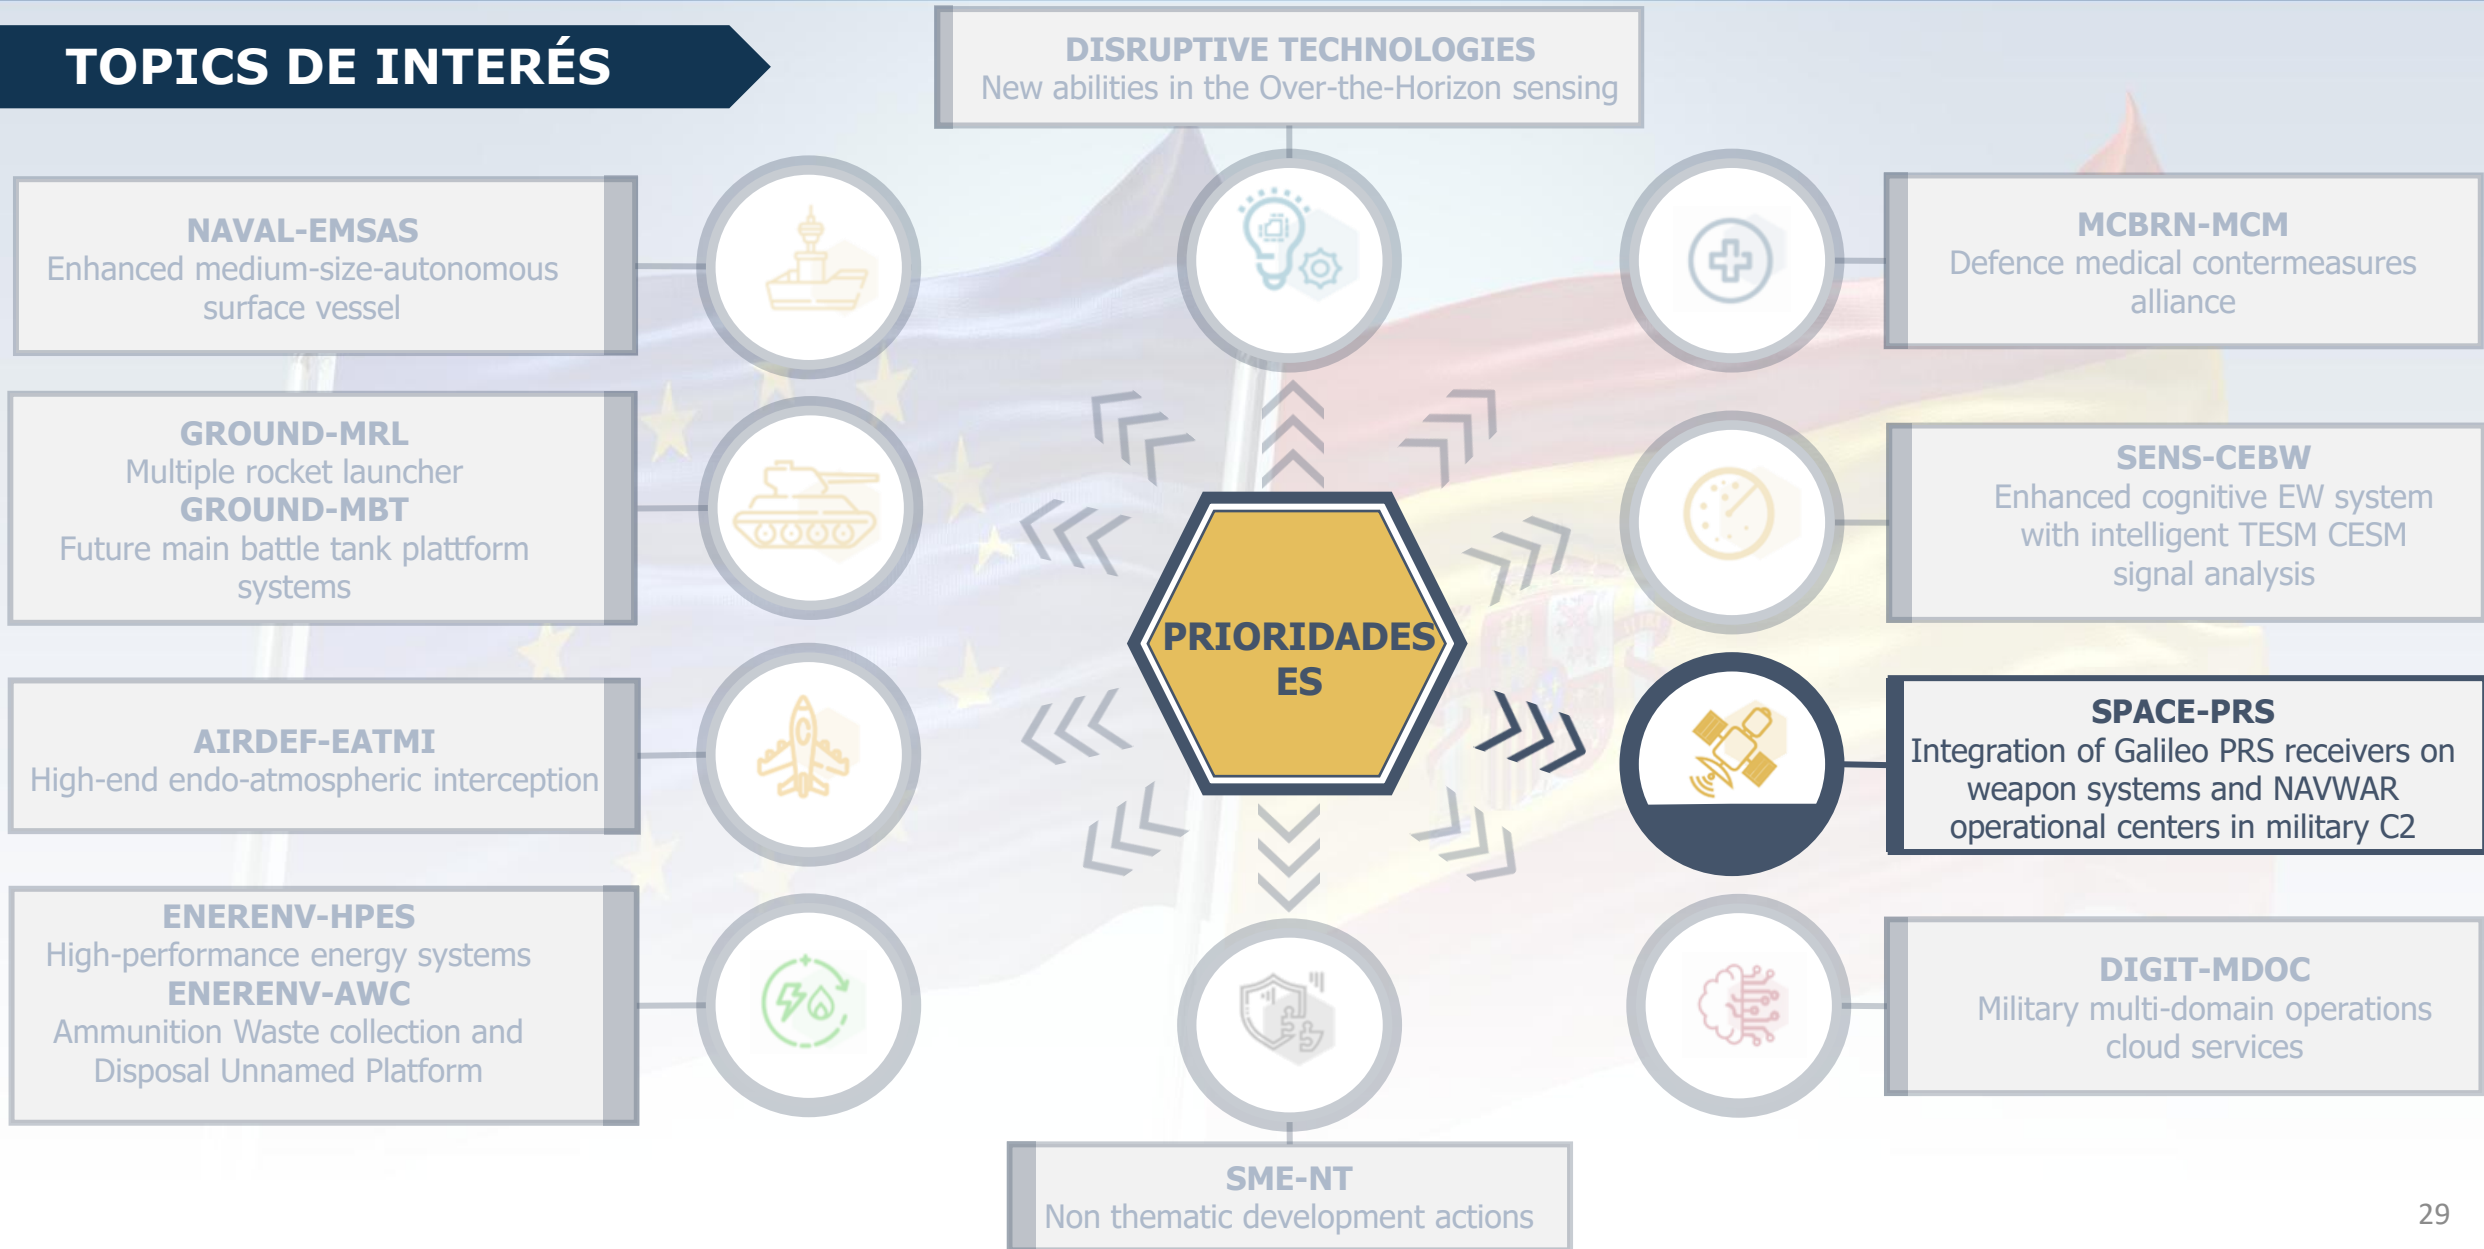 TOPICS DE INTERÉS
DISRUPTIVE TECHNOLOGIES
New abilities in the Over-the-Horizon sensing
NAVAL-EMSAS
Enhanced medium-size-autonomous
surface vessel
GROUND-MRL
Multiple rocket launcher
GROUND-MBT
Future main battle tank plattform
systems
AIRDEF-EATMI
High-end endo-atmospheric interception
ENERENV-HPES
High-performance energy systems
ENERENV-AWC
Ammunition Waste collection and
Disposal Unnamed Platform
PRIORIDADES
ES
MCBRN-MCM
Defence medical contermeasures
alliance
SENS-CEBW
Enhanced cognitive EW system
with intelligent TESM CESM
signal analysis
SPACE-PRS
Integration of Galileo PRS receivers on
weapon systems and NAVWAR
operational centers in military C2
DIGIT-MDOC
Military multi-domain operations
cloud services
SME-NT
Non thematic development actions
29